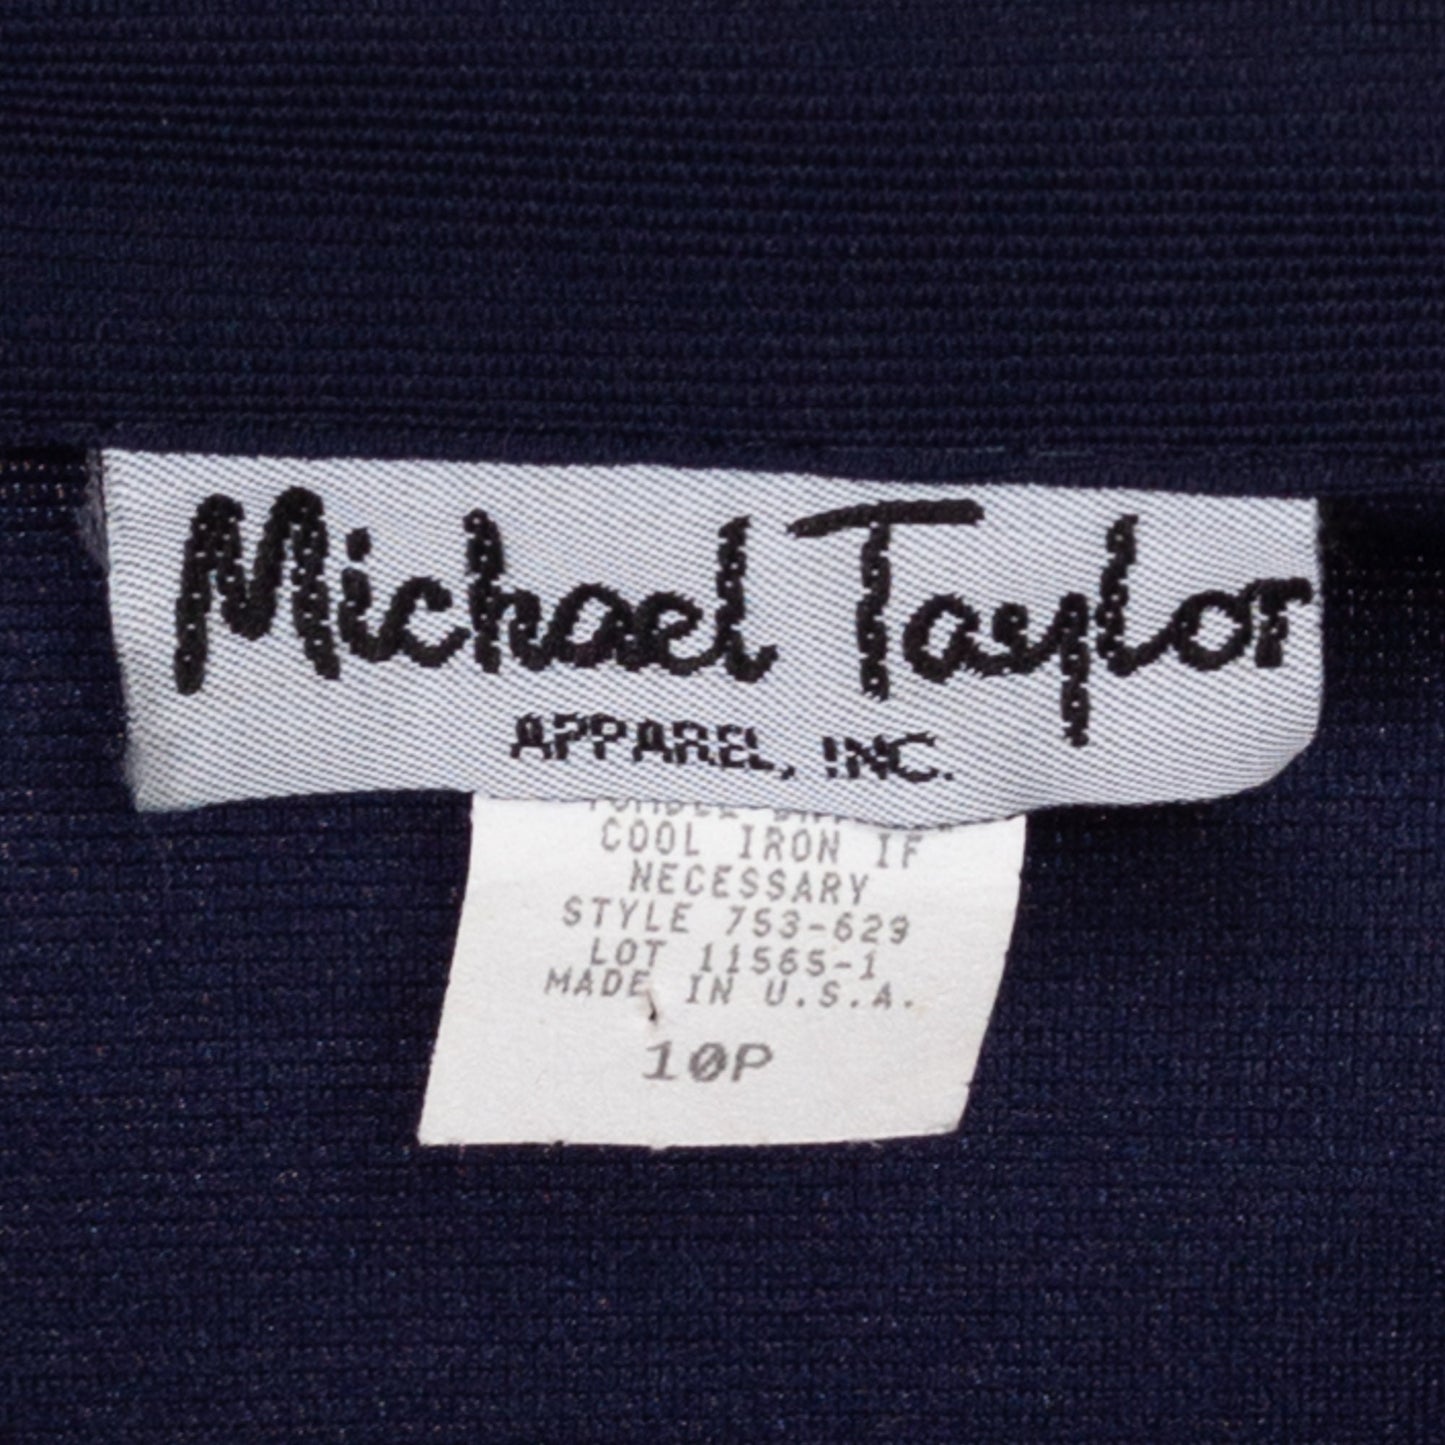 Michael Taylor
APPAREL, INC.
COOL IRON IF
NECESSARY
STYLE 753-629
LOT 11565-1
MADE IN U.S.A.
10P